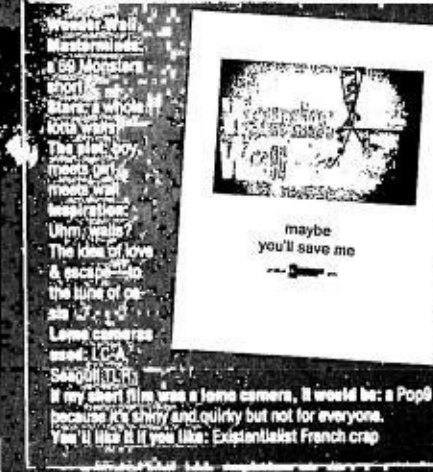 Wonder Wall
Masterminds:
a 69 Monsters
short
Stars: a whole
lotta walls
The plot: boy
meets girl
meets wall
Inspiration:
Uhm, walls?
The idea of love
& escape—to
the tune of oa-
sis
Lomo cameras
used: LC-A,
Seagull TLR
If my short film was a lomo camera, it would be: a Pop9
because it's shiny and quirky but not for everyone.
You'll like it if you like: Existentialist French crap
Wonder
Wall
maybe
you'll save me